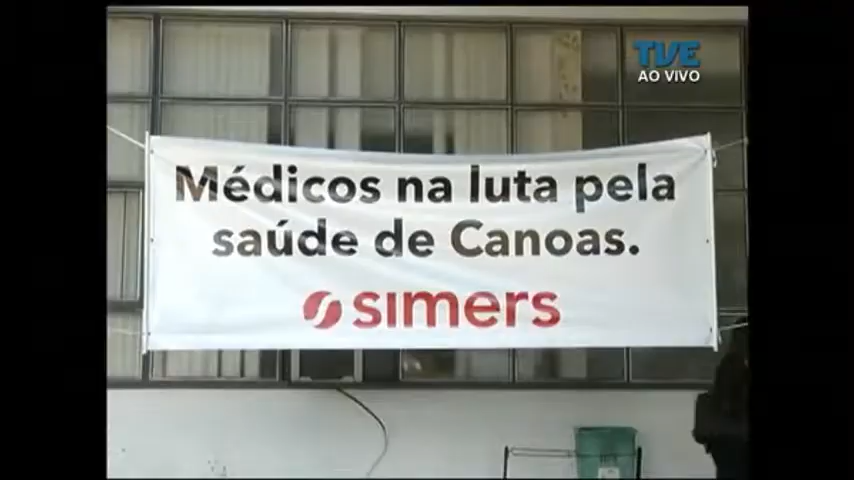 TVE
AO VIVO
Médicos na luta pela
saúde de Canoas.
simers